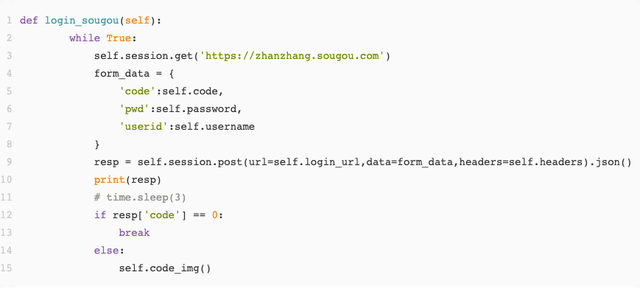 1 def login_sougou(self):
2         while True:
3             self.session.get('https://zhanzhang.sougou.com')
4             form_data = {
5                 'code':self.code,
6                 'pwd':self.password,
7                 'userid':self.username
8             }
9             resp = self.session.post(url=self.login_url,data=form_data,headers=self.headers).json()
10             print(resp)
11             # time.sleep(3)
12             if resp['code'] == 0:
13                 break
14             else:
15                 self.code_img()